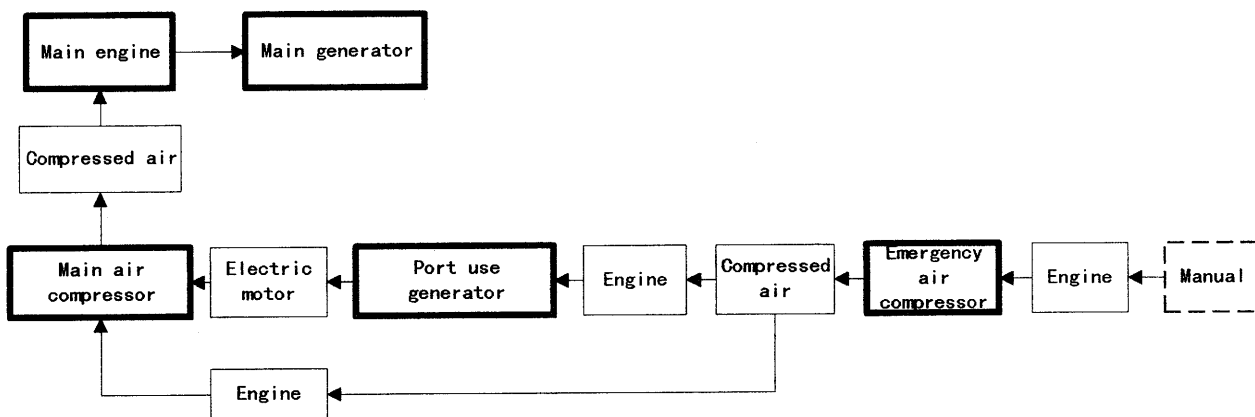 Main engine
Main generator
Compressed air
Main air
compressor
Electric
motor
Port use
generator
Engine
Compressed
air
Emergency
air
compressor
Engine
Manual
Engine